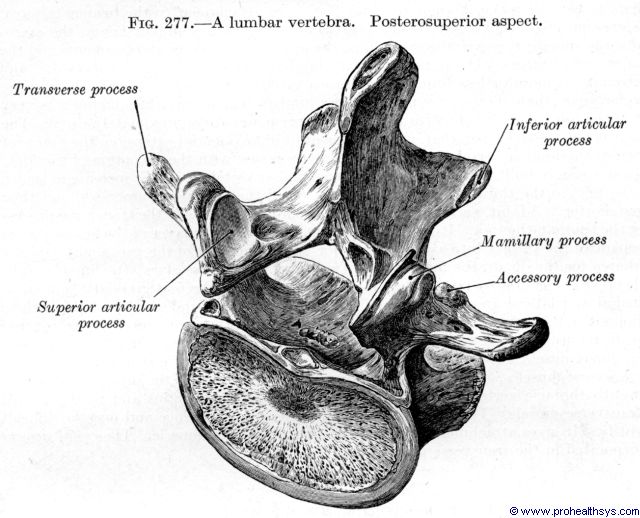 FIG. 277.—A lumbar vertebra. Posterosuperior aspect.
Transverse process
Inferior articular
process
Mamillary process
Accessory process
Superior articular
process
© www.prohealthsys.com